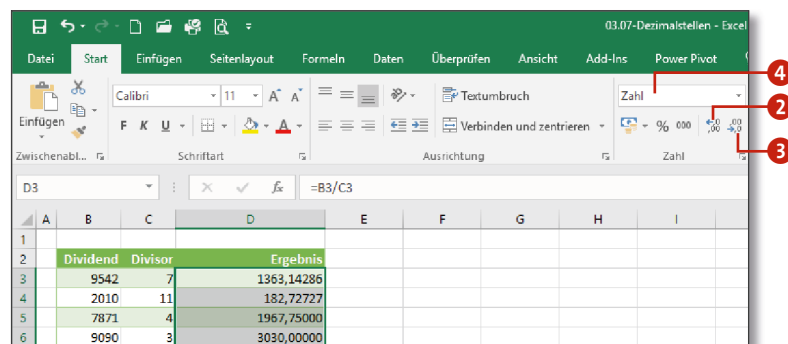 03.07-Dezimalstellen - Excel
Datei Start Einfügen Seitenlayout Formeln Daten Überprüfen Ansicht Add-Ins Power Pivot
4
Calibri 11 A A Textumbruch Zahl
2
Einfügen F K U A Verbinden und zentrieren % 000 ,00 ,00
3
Zwischenabl... Schriftart Ausrichtung Zahl
D3 fx =B3/C3
A B C D E F G H I
1
2 Dividend Divisor Ergebnis
3 9542 7 1363,14286
4 2010 11 182,72727
5 7871 4 1967,75000
6 9090 3 3030,00000